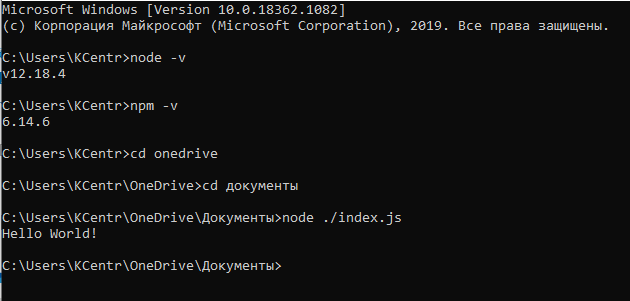 Microsoft Windows [Version 10.0.18362.1082]
(c) Корпорация Майкрософт (Microsoft Corporation), 2019. Все права защищены.
C:\Users\KCentr>node -v
v12.18.4
C:\Users\KCentr>npm -v
6.14.6
C:\Users\KCentr>cd onedrive
C:\Users\KCentr\OneDrive>cd документы
C:\Users\KCentr\OneDrive\Документы>node ./index.js
Hello World!
C:\Users\KCentr\OneDrive\Документы>